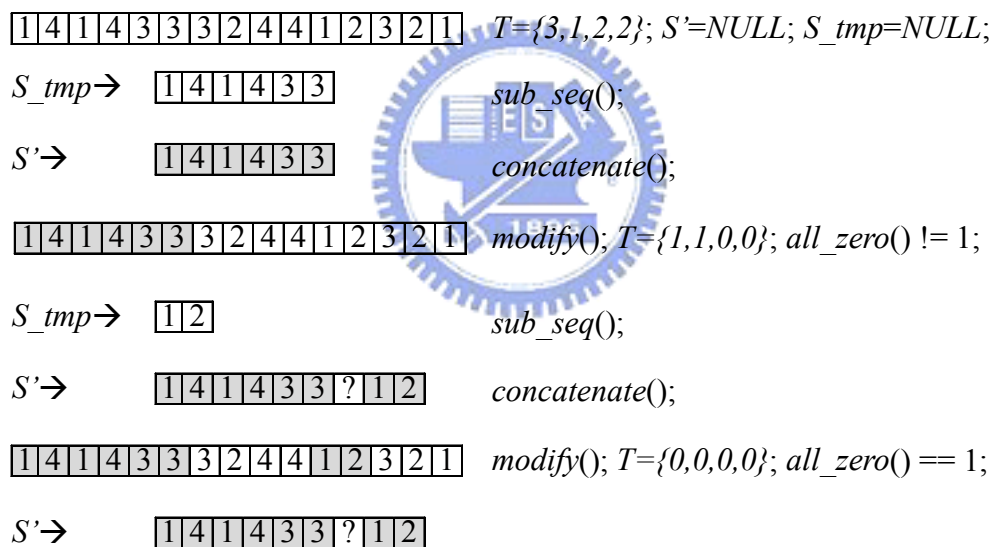 1 4 1 4 3 3 3 2 4 4 1 2 3 2 1 T={3,1,2,2}; S’=NULL; S_tmp=NULL;
S_tmp→ 1 4 1 4 3 3 sub_seq();
S’→ 1 4 1 4 3 3 concatenate();
1 4 1 4 3 3 3 2 4 4 1 2 3 2 1 modify(); T={1,1,0,0}; all_zero() != 1;
S_tmp→ 1 2 sub_seq();
S’→ 1 4 1 4 3 3 ? 1 2 concatenate();
1 4 1 4 3 3 3 2 4 4 1 2 3 2 1 modify(); T={0,0,0,0}; all_zero() == 1;
S’→ 1 4 1 4 3 3 ? 1 2